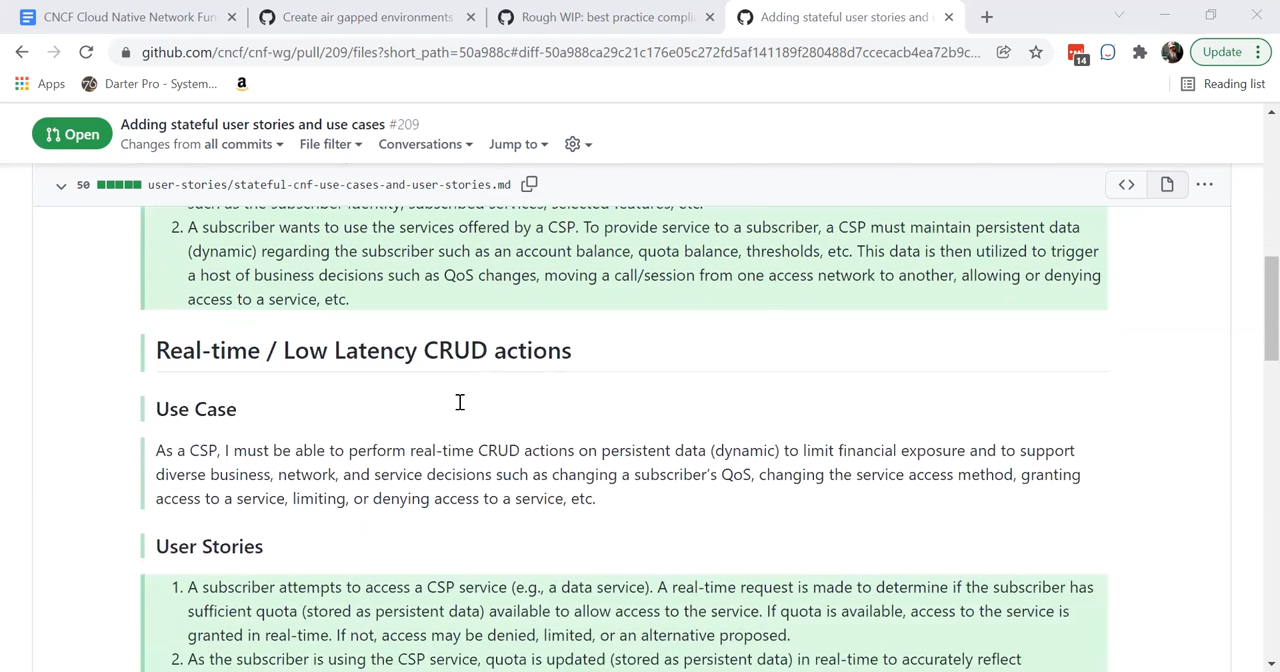 CNCF Cloud Native Network Fun
Create air gapped environments
Rough WIP: best practice compli
Adding stateful user stories and
github.com/cncf/cnf-wg/pull/209/files?short_path=50a988c#diff-50a988ca29c21c176e05c272fd5af141189f280488d7ccecacb4ea72b9c...
14
Update
Apps
Darter Pro - System...
a
Reading list
Open
Adding stateful user stories and use cases #209
Changes from all commits
File filter
Conversations
Jump to
50
user-stories/stateful-cnf-use-cases-and-user-stories.md
such as the subscriber identity, subscribed services, selected features, etc.
2. A subscriber wants to use the services offered by a CSP. To provide service to a subscriber, a CSP must maintain persistent data
(dynamic) regarding the subscriber such as an account balance, quota balance, thresholds, etc. This data is then utilized to trigger
a host of business decisions such as QoS changes, moving a call/session from one access network to another, allowing or denying
access to a service, etc.
Real-time / Low Latency CRUD actions
Use Case
As a CSP, I must be able to perform real-time CRUD actions on persistent data (dynamic) to limit financial exposure and to support
diverse business, network, and service decisions such as changing a subscriber's QoS, changing the service access method, granting
access to a service, limiting, or denying access to a service, etc.
User Stories
1. A subscriber attempts to access a CSP service (e.g., a data service). A real-time request is made to determine if the subscriber has
sufficient quota (stored as persistent data) available to allow access to the service. If quota is available, access to the service is
granted in real-time. If not, access may be denied, limited, or an alternative proposed.
2. As the subscriber is using the CSP service, quota is updated (stored as persistent data) in real-time to accurately reflect